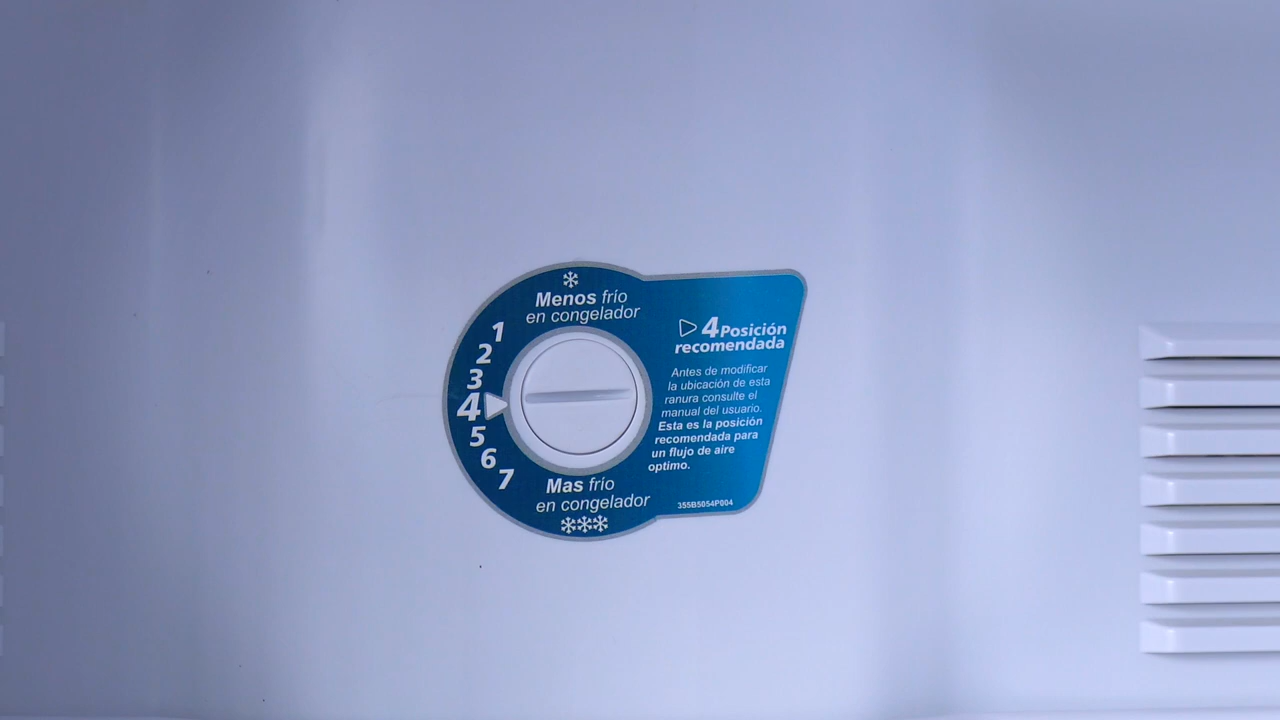 Menos frío
en congelador
1
2
3
4
5
6
7
Mas frío
en congelador
4 Posición
recomendada
Antes de modificar
la ubicación de esta
ranura consulte el
manual del usuario.
Esta es la posición
recomendada para
un flujo de aire
optimo.
355B5054P004